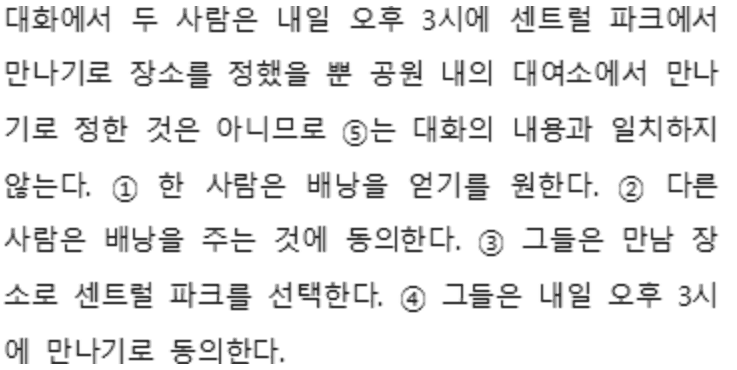 대화에서 두 사람은 내일 오후 3시에 센트럴 파크에서
만나기로 장소를 정했을 뿐 공원 내의 대여소에서 만나
기로 정한 것은 아니므로 ⑤는 대화의 내용과 일치하지
않는다. ① 한 사람은 배낭을 얻기를 원한다. ② 다른
사람은 배낭을 주는 것에 동의한다. ③ 그들은 만남 장
소로 센트럴 파크를 선택한다. ④ 그들은 내일 오후 3시
에 만나기로 동의한다.